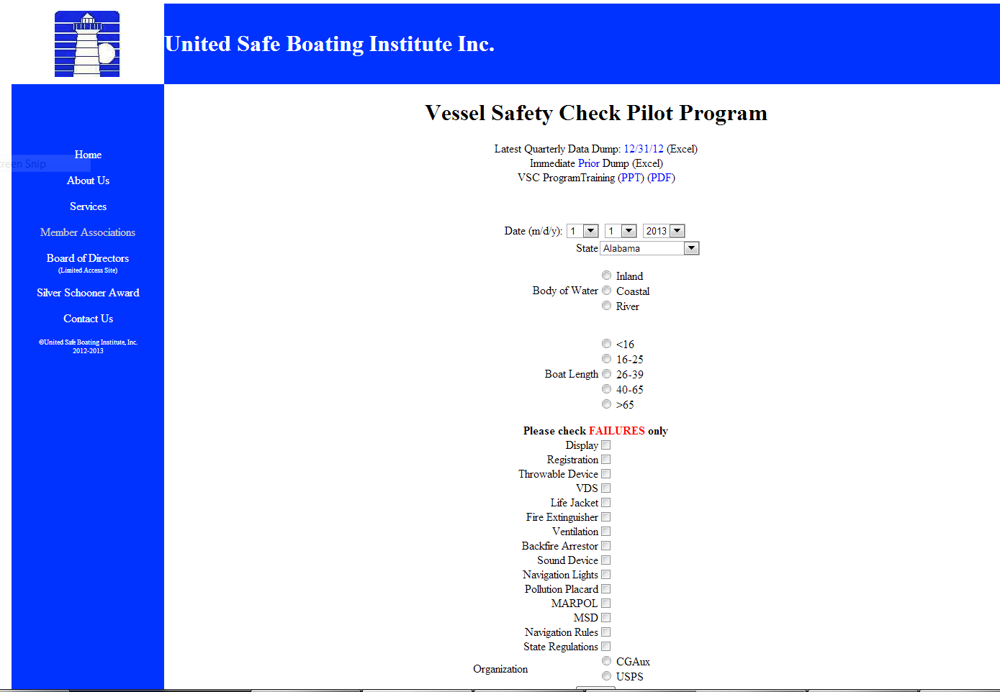 United Safe Boating Institute Inc.
Home
Screen Snip
About Us
Services
Member Associations
Board of Directors
(Limited Access Site)
Silver Schooner Award
Contact Us
©United Safe Boating Institute, Inc.
2012-2013
Vessel Safety Check Pilot Program
Latest Quarterly Data Dump: 12/31/12 (Excel)
Immediate Prior Dump (Excel)
VSC ProgramTraining (PPT) (PDF)
Date (m/d/y): 1 1 2013
State Alabama
Body of Water
Inland
Coastal
River
Boat Length
<16
16-25
26-39
40-65
>65
Please check FAILURES only
Display
Registration
Throwable Device
VDS
Life Jacket
Fire Extinguisher
Ventilation
Backfire Arrestor
Sound Device
Navigation Lights
Pollution Placard
MARPOL
MSD
Navigation Rules
State Regulations
Organization
CGAux
USPS